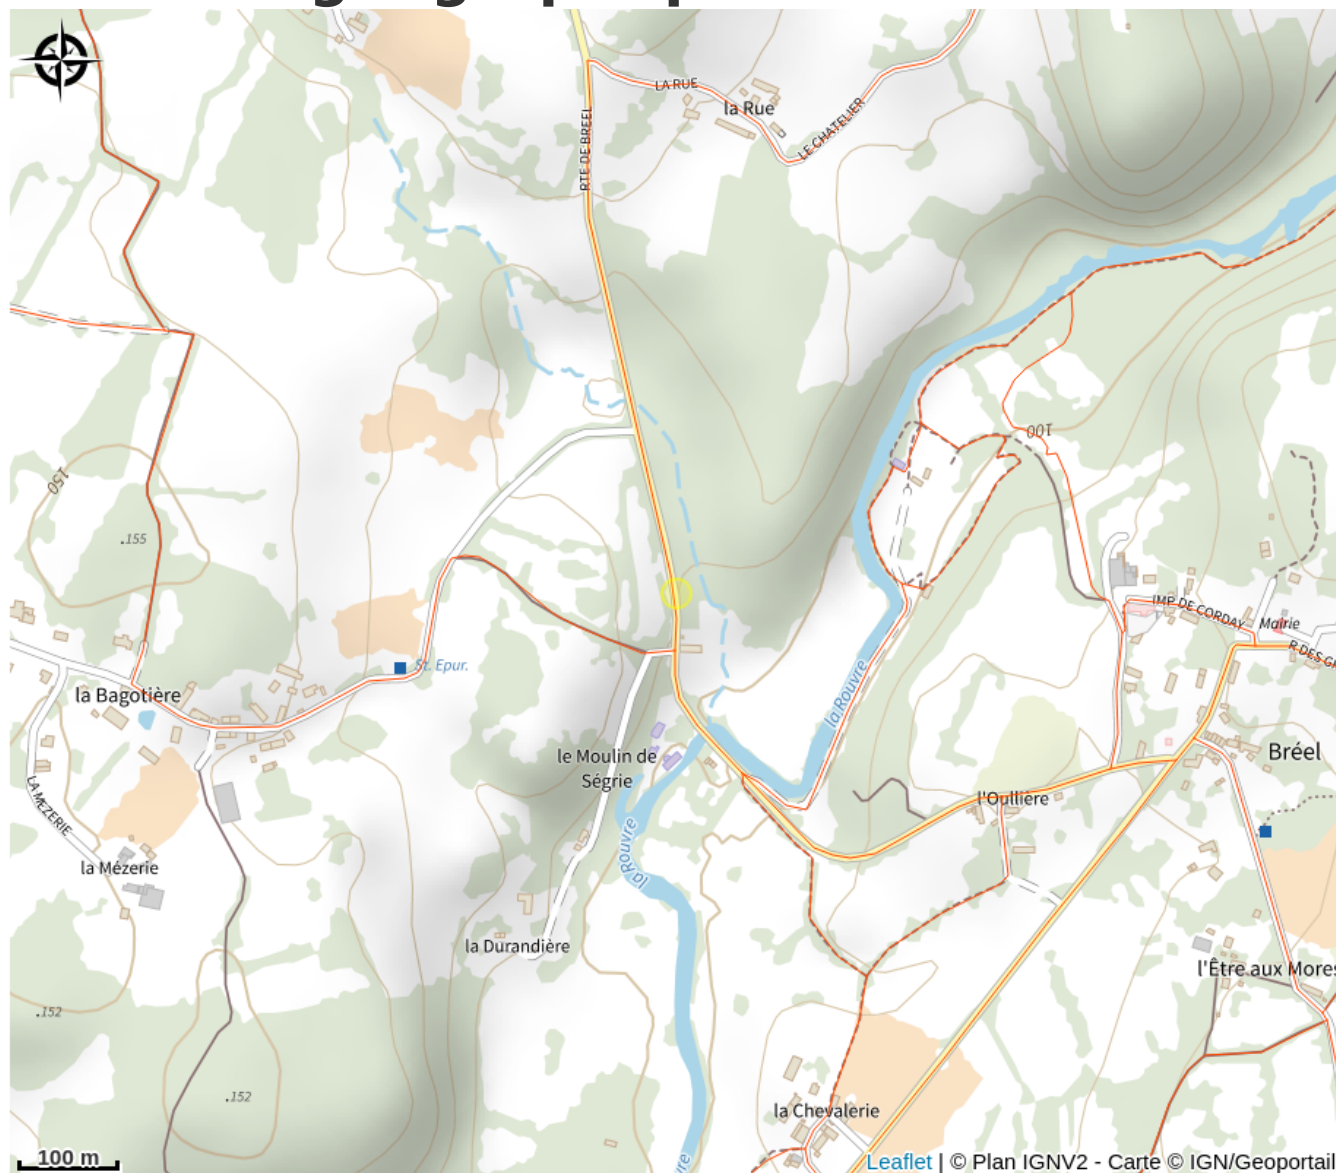 LA RUE
la Rue
RTE DE BREEL
LE CHATELIER
100
150
.155
IMP DE CORDAY
Mairie
St. Epur.
la Bagotière
la Rouvre
le Moulin de
Ségrie
Bréel
l'Oullière
LA MEZERIE
la Mézerie
la Rouvre
la Durandière
l'Être aux Mores
.152
.152
la Chevalerie
100 m
Leaflet | © Plan IGNV2 - Carte © IGN/Geoportail